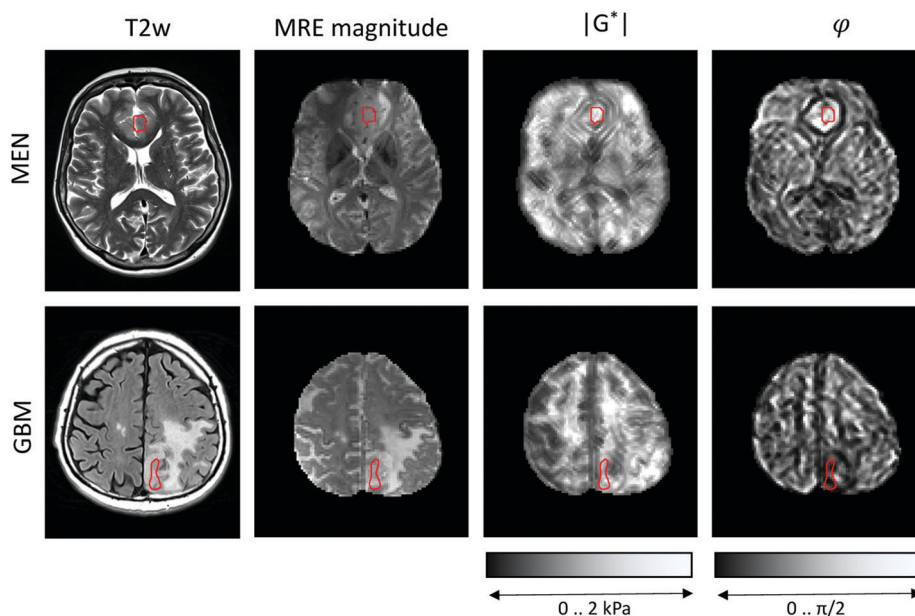 T2w MRE magnitude |G*| φ
MEN
GBM
0 .. 2 kPa 0 .. π/2